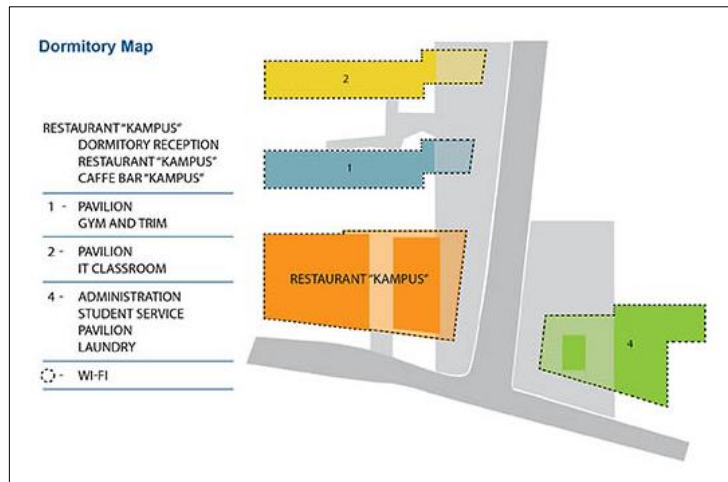 Dormitory Map
RESTAURANT "KAMPUS"
DORMITORY RECEPTION
RESTAURANT "KAMPUS"
CAFFE BAR "KAMPUS"
1 - PAVILION
GYM AND TRIM
2 - PAVILION
IT CLASSROOM
4 - ADMINISTRATION
STUDENT SERVICE
PAVILION
LAUNDRY
- WI-FI
2
1
RESTAURANT "KAMPUS"
4